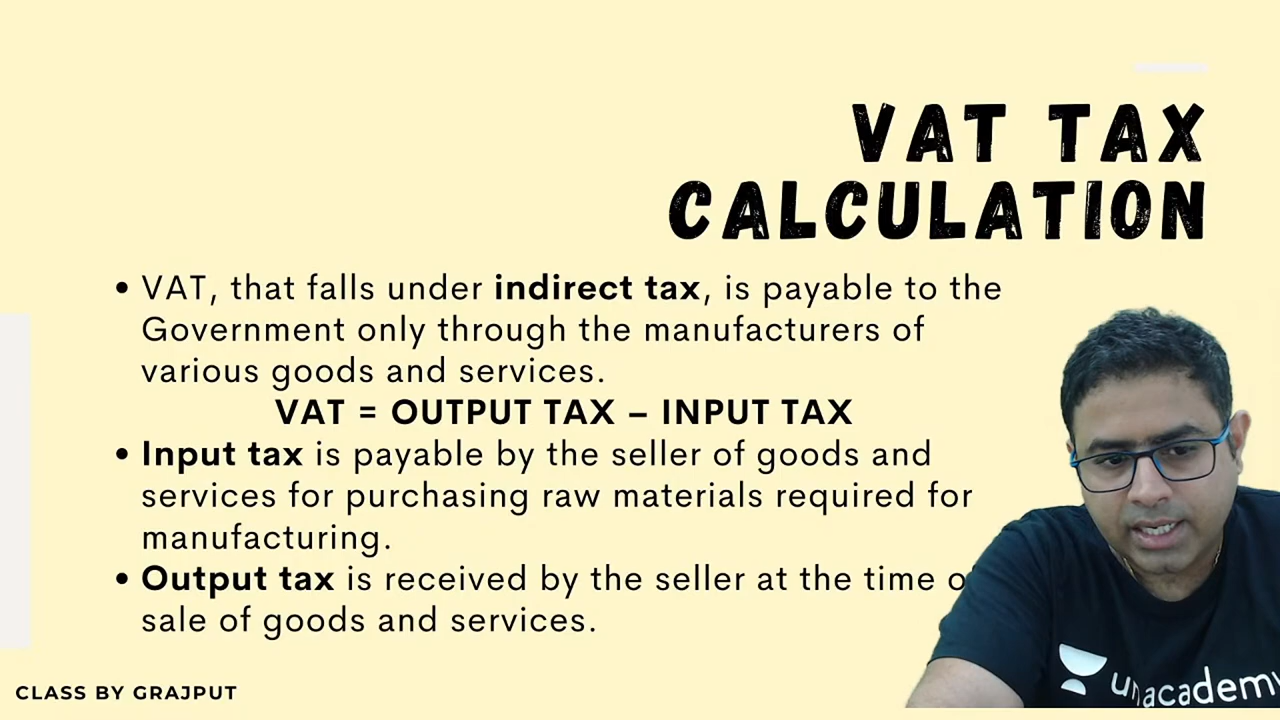 VAT TAX
CALCULATION
• VAT, that falls under indirect tax, is payable to the
Government only through the manufacturers of
various goods and services.
VAT = OUTPUT TAX – INPUT TAX
• Input tax is payable by the seller of goods and
services for purchasing raw materials required for
manufacturing.
• Output tax is received by the seller at the time o
sale of goods and services.
unacademy
CLASS BY GRAJPUT